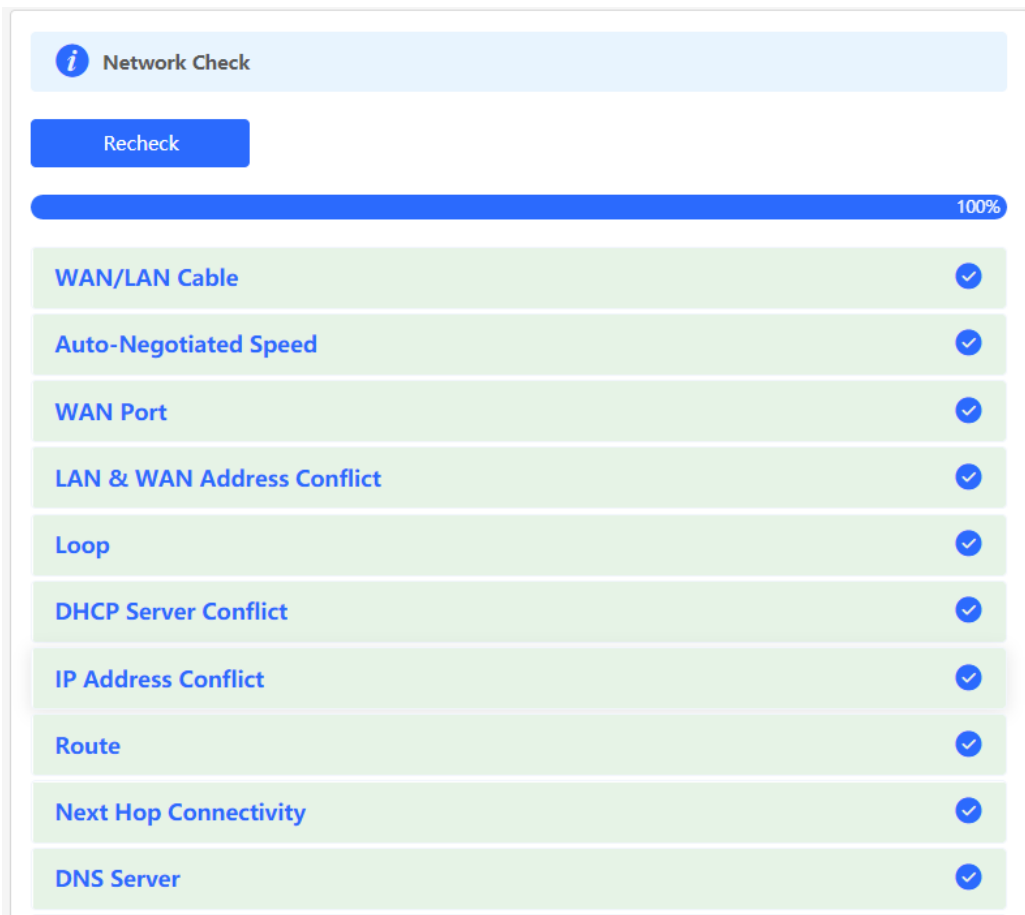 Network Check
Recheck
100%
WAN/LAN Cable
Auto-Negotiated Speed
WAN Port
LAN & WAN Address Conflict
Loop
DHCP Server Conflict
IP Address Conflict
Route
Next Hop Connectivity
DNS Server